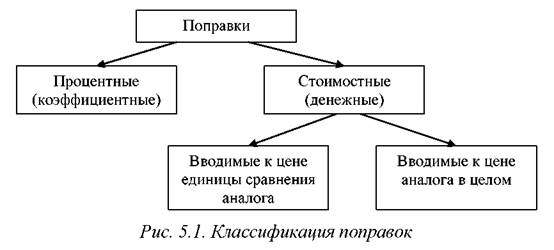 Поправки
Процентные
(коэффициентные)
Стоимостные
(денежные)
Вводимые к цене
единицы сравнения
аналога
Вводимые к цене
аналога в целом
Рис. 5.1. Классификация поправок